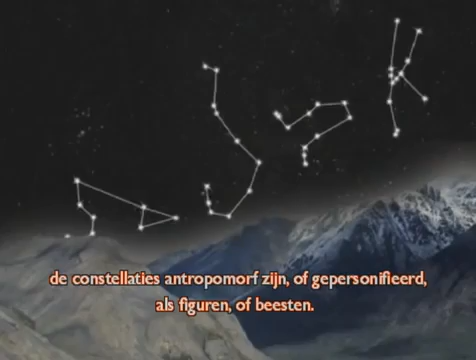 de constellaties antropomorf zijn, of gepersonifieerd,
als figuren, of beesten.